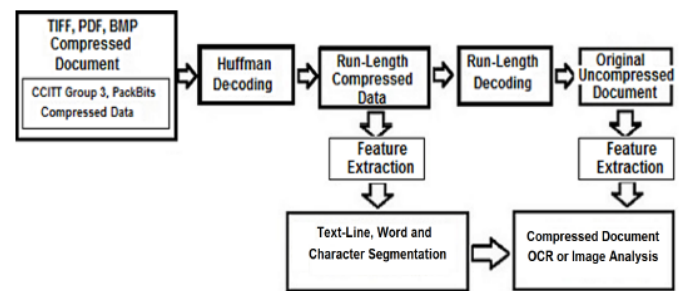 TIFF, PDF, BMP
Compressed
Document
CCITT Group 3, PackBits
Compressed Data
Huffman
Decoding
Run-Length
Compressed
Data
Run-Length
Decoding
Original
Uncompressed
Document
Feature
Extraction
Feature
Extraction
Text-Line, Word and
Character Segmentation
Compressed Document
OCR or Image Analysis